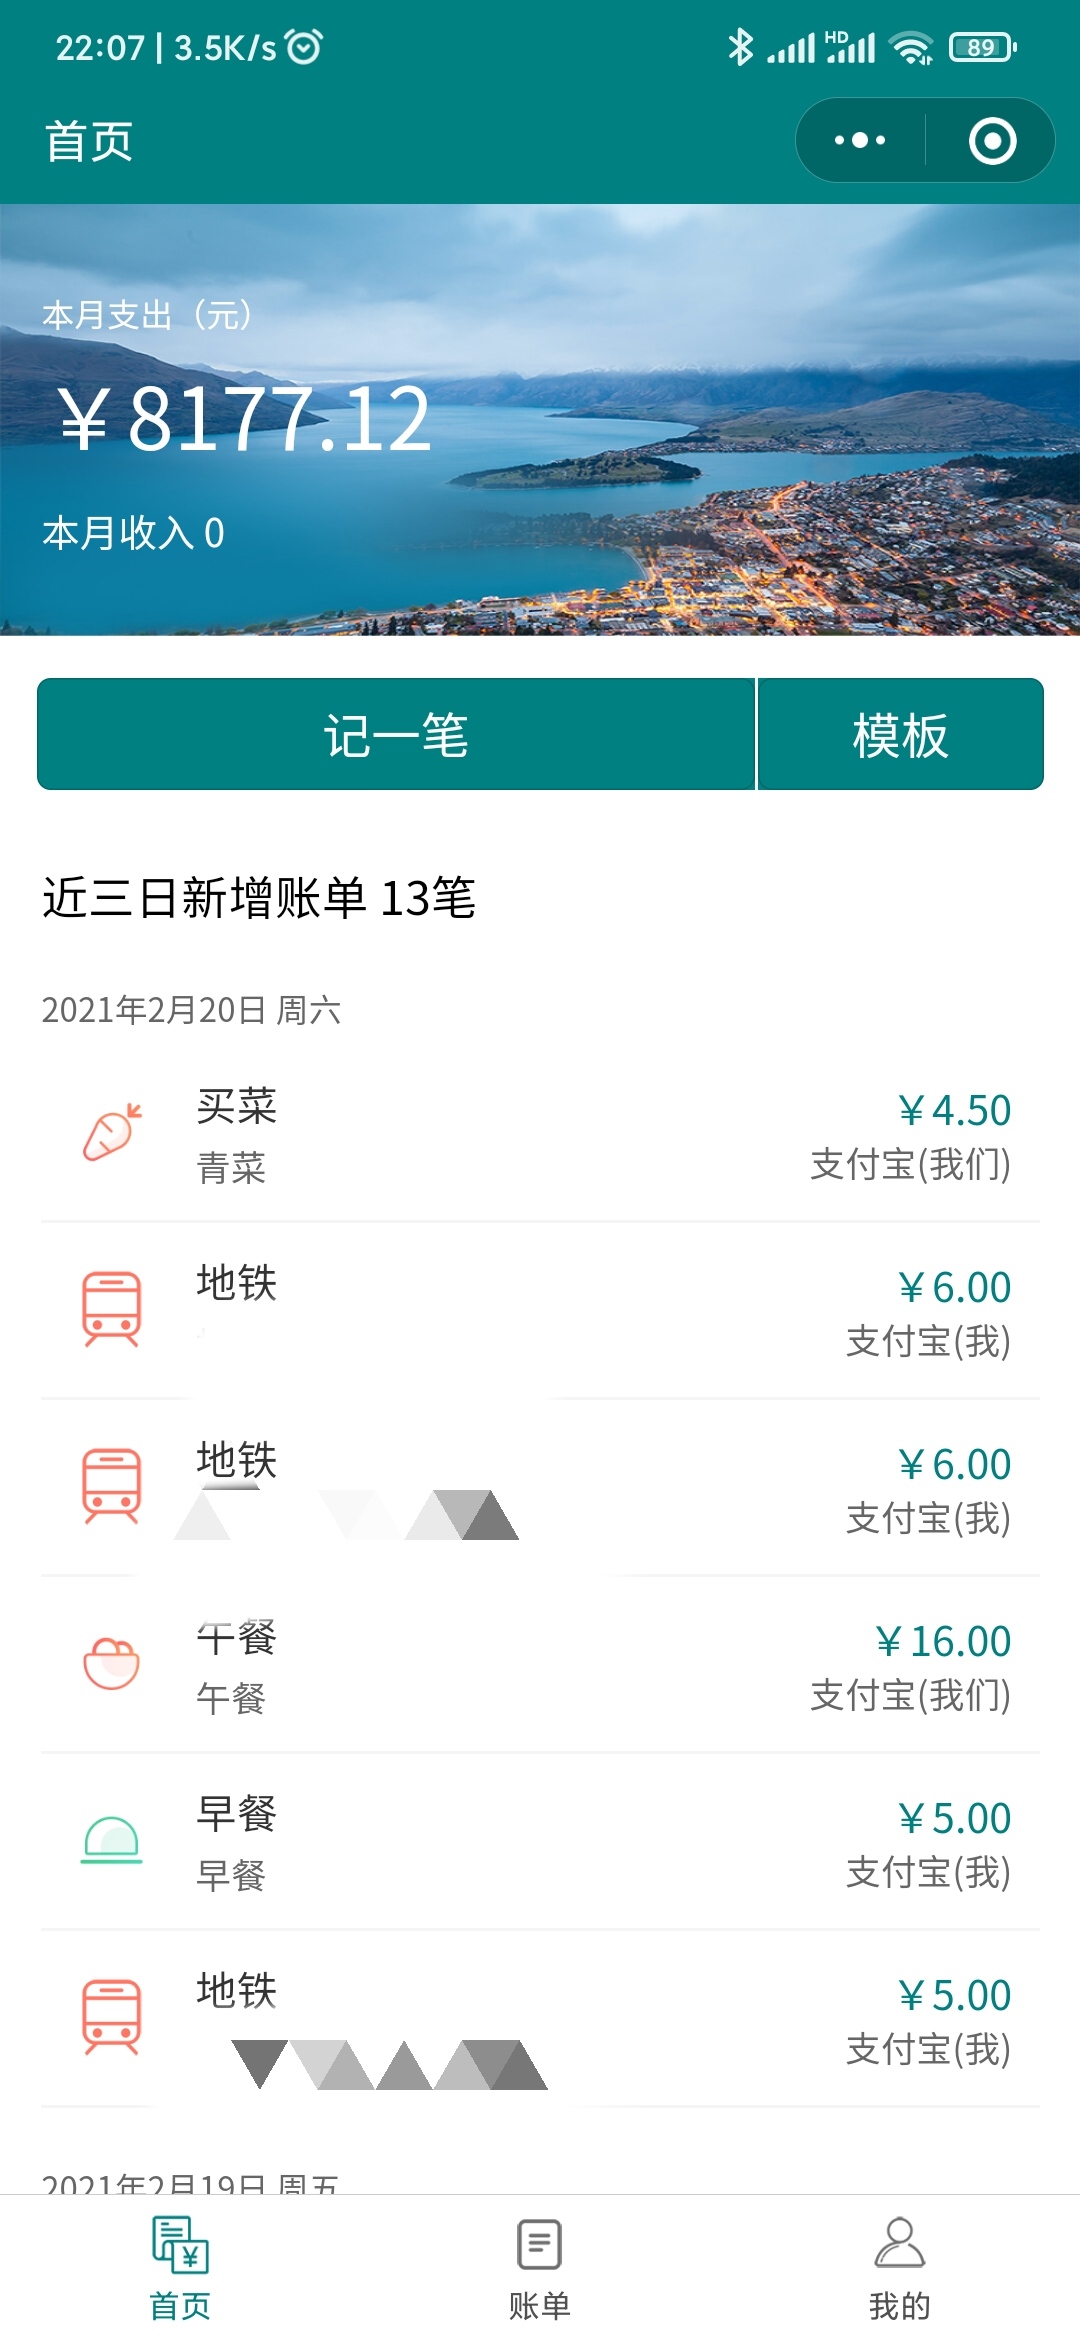 22:07 | 3.5K/s
HD
89
首页
本月支出（元）
￥8177.12
本月收入 0
记一笔
模板
近三日新增账单 13笔
2021年2月20日 周六
买菜
￥4.50
青菜
支付宝(我们)
地铁
￥6.00
支付宝(我)
地铁
￥6.00
支付宝(我)
午餐
￥16.00
午餐
支付宝(我们)
早餐
￥5.00
早餐
支付宝(我)
地铁
￥5.00
支付宝(我)
2021年2月19日 周五
首页
账单
我的